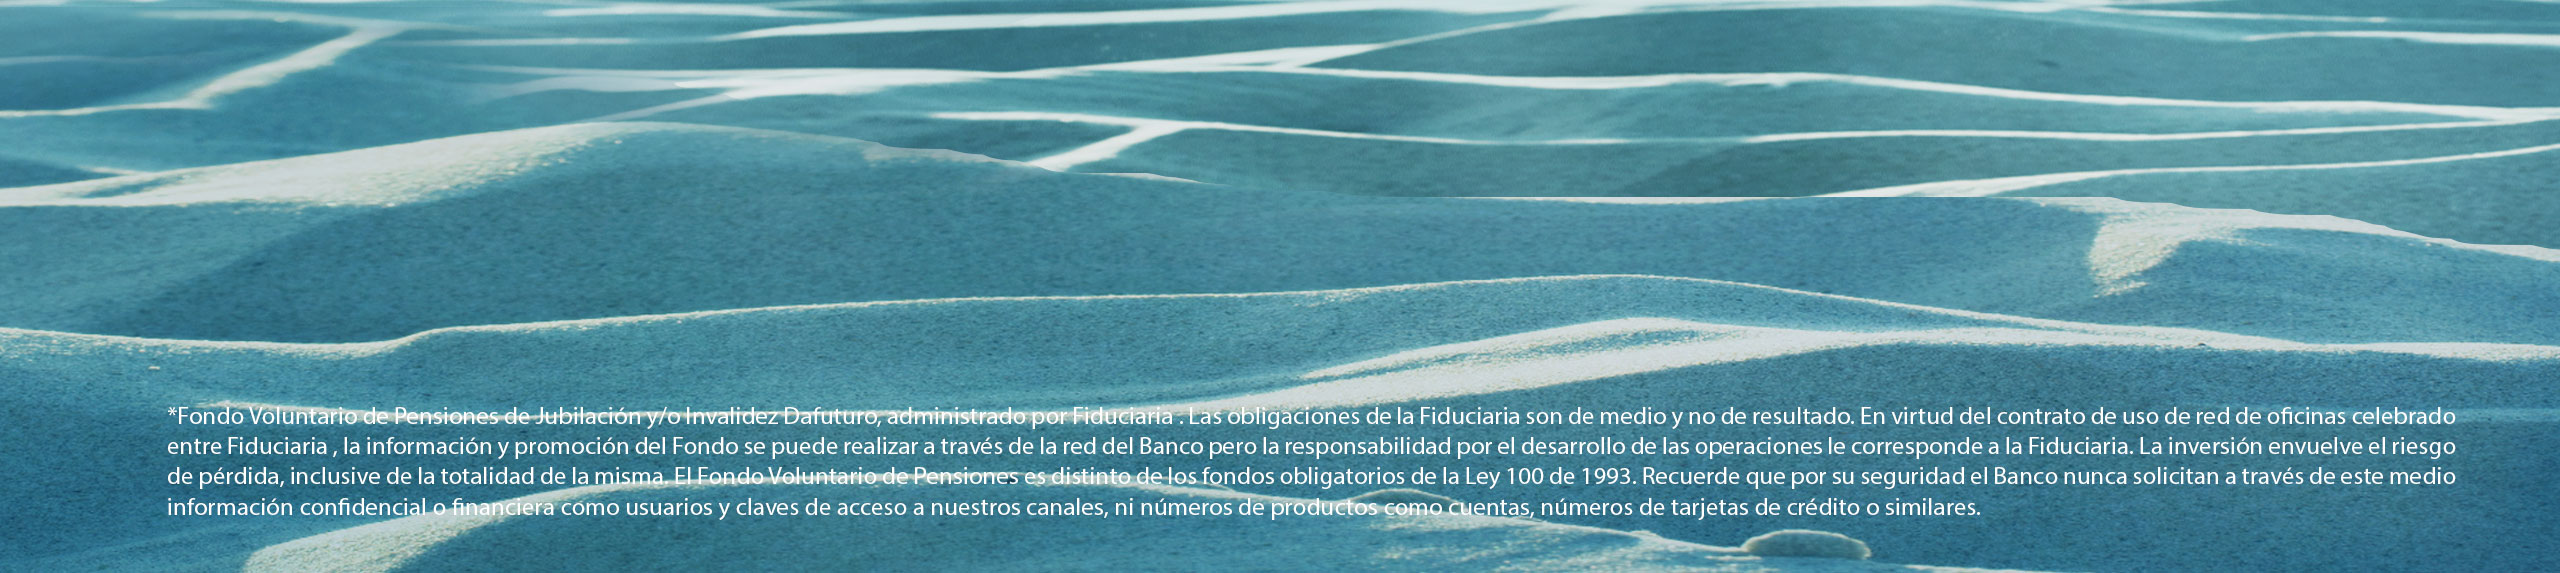 *Fondo Voluntario de Pensiones de Jubilación y/o Invalidez Dafuturo, administrado por Fiduciaria . Las obligaciones de la Fiduciaria son de medio y no de resultado. En virtud del contrato de uso de red de oficinas celebrado
entre Fiduciaria , la información y promoción del Fondo se puede realizar a través de la red del Banco pero la responsabilidad por el desarrollo de las operaciones le corresponde a la Fiduciaria. La inversión envuelve el riesgo
de pérdida, inclusive de la totalidad de la misma. El Fondo Voluntario de Pensiones es distinto de los fondos obligatorios de la Ley 100 de 1993. Recuerde que por su seguridad el Banco nunca solicitan a través de este medio
información confidencial o financiera como usuarios y claves de acceso a nuestros canales, ni números de productos como cuentas, números de tarjetas de crédito o similares.